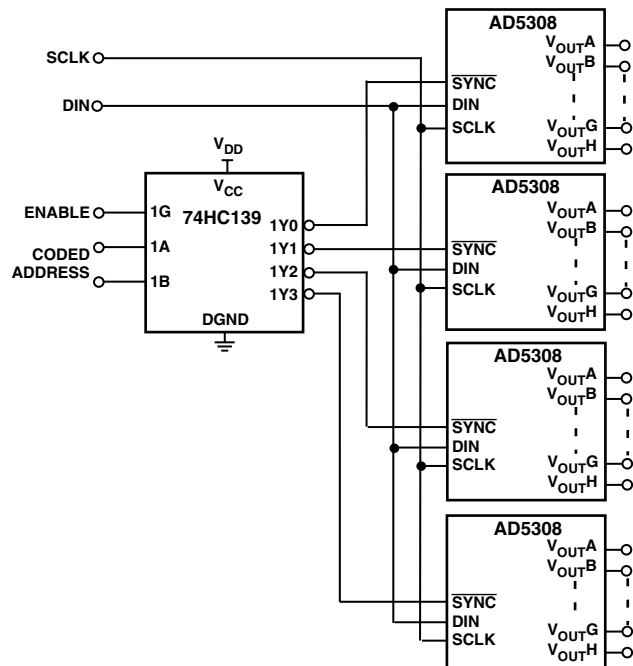 SCLK
DIN
V_DD
V_CC
74HC139
ENABLE
1G
CODED
ADDRESS
1A
1B
1Y0
1Y1
1Y2
1Y3
DGND
AD5308
V_OUTA
V_OUTB
SYNC
DIN
SCLK
V_OUTG
V_OUTH
AD5308
V_OUTA
V_OUTB
SYNC
DIN
SCLK
V_OUTG
V_OUTH
AD5308
V_OUTA
V_OUTB
SYNC
DIN
SCLK
V_OUTG
V_OUTH
AD5308
V_OUTA
V_OUTB
SYNC
DIN
SCLK
V_OUTG
V_OUTH